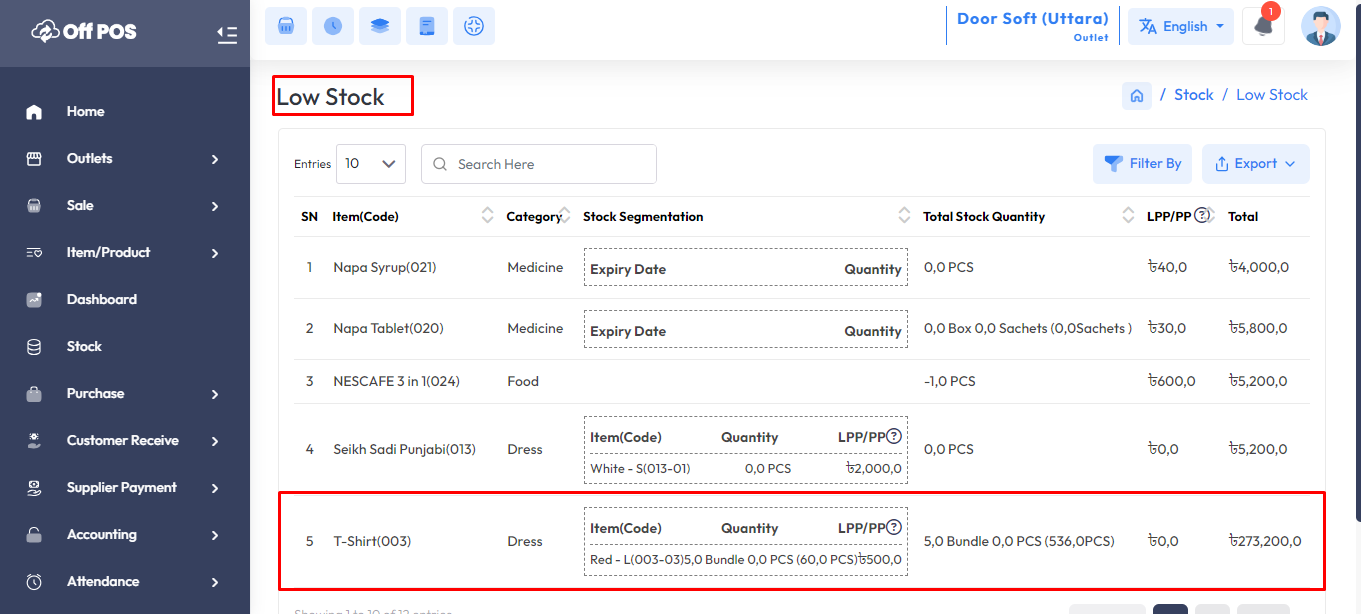 Off POS
Door Soft (Uttara)
Outlet
English
1
Home
Outlets
Sale
Item/Product
Dashboard
Stock
Purchase
Customer Receive
Supplier Payment
Accounting
Attendance
Low Stock
/ Stock / Low Stock
Entries 10 Search Here Filter By Export
SN Item(Code) Category Stock Segmentation Total Stock Quantity LPP/PP Total
1 Napa Syrup(021) Medicine Expiry Date Quantity 0,0 PCS ৳40,0 ৳4,000,0
2 Napa Tablet(020) Medicine Expiry Date Quantity 0,0 Box 0,0 Sachets (0,0Sachets ) ৳30,0 ৳5,800,0
3 NESCAFE 3 in 1(024) Food -1,0 PCS ৳600,0 ৳5,200,0
Item(Code) Quantity LPP/PP
4 Seikh Sadi Punjabi(013) Dress 0,0 PCS ৳0,0 ৳5,200,0
White - S(013-01) 0,0 PCS ৳2,000,0
Item(Code) Quantity LPP/PP
5 T-Shirt(003) Dress 5,0 Bundle 0,0 PCS (536,0PCS) ৳0,0 ৳273,200,0
Red - L(003-03)5,0 Bundle 0,0 PCS (60,0 PCS)৳500,0
Showing 1 to 10 of 12 entries